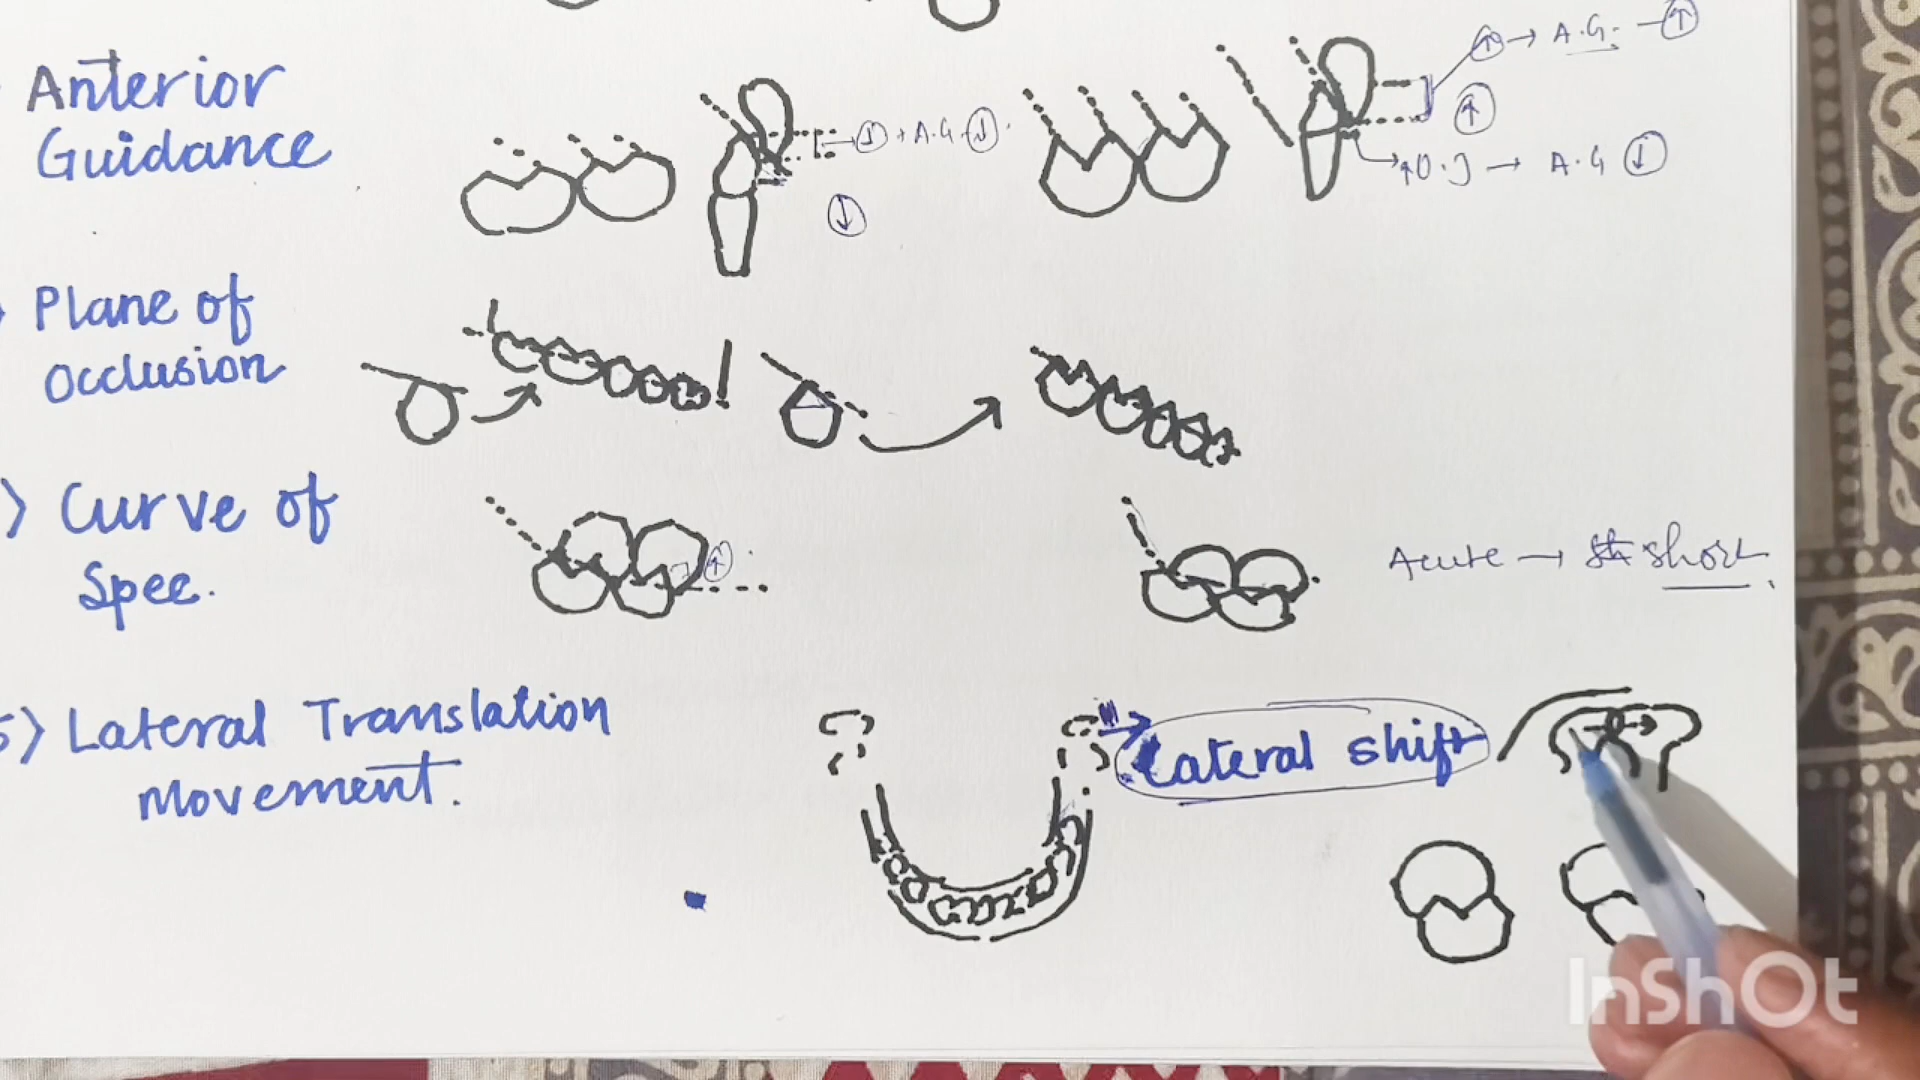 Anterior
Guidance
↓ → A.G ↓
↓
↑ → A.G. → ↑
↑
↑O.J → A.G ↓
Plane of
Occlusion
> Curve of
Spee.
↑
Acute → short
5> Lateral Translation
Movement.
Lateral shift
InShOt